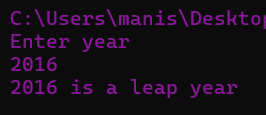 C:\Users\manis\Desktop
Enter year
2016
2016 is a leap year